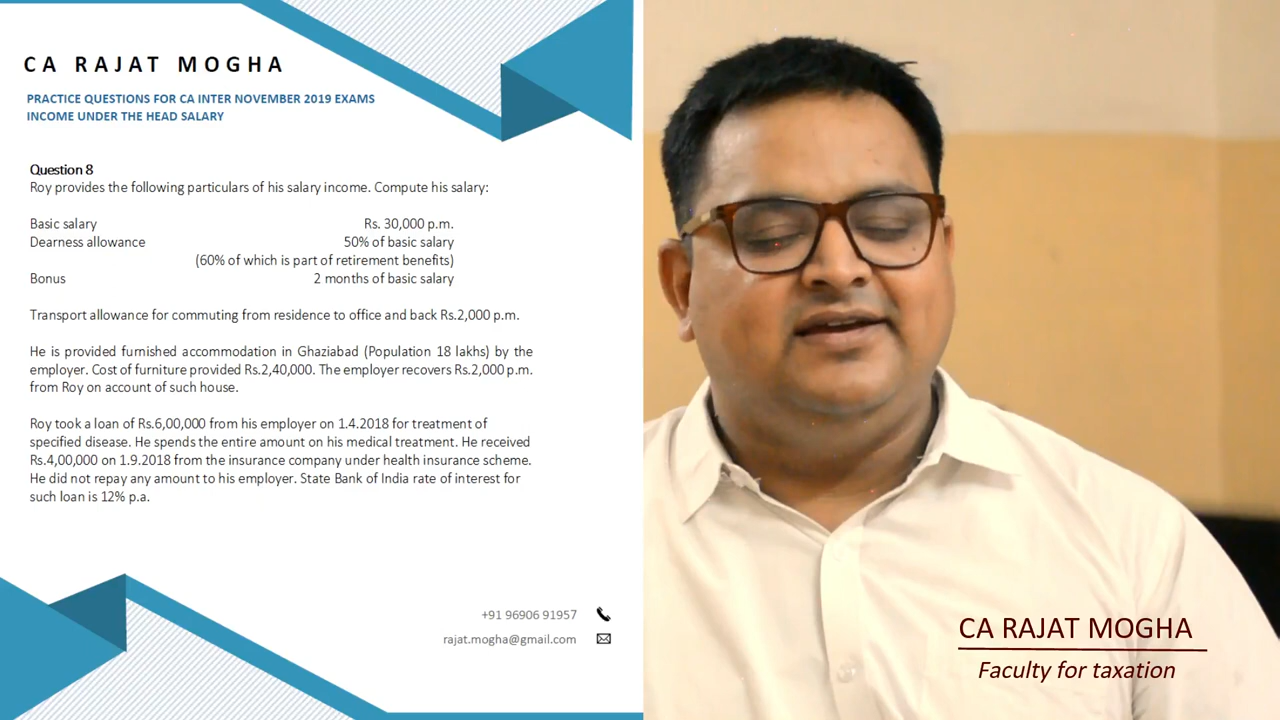 CA RAJAT MOGHA
PRACTICE QUESTIONS FOR CA INTER NOVEMBER 2019 EXAMS
INCOME UNDER THE HEAD SALARY
Question 8
Roy provides the following particulars of his salary income. Compute his salary:
Basic salary Rs. 30,000 p.m.
Dearness allowance 50% of basic salary
(60% of which is part of retirement benefits)
Bonus 2 months of basic salary
Transport allowance for commuting from residence to office and back Rs.2,000 p.m.
He is provided furnished accommodation in Ghaziabad (Population 18 lakhs) by the
employer. Cost of furniture provided Rs.2,40,000. The employer recovers Rs.2,000 p.m.
from Roy on account of such house.
Roy took a loan of Rs.6,00,000 from his employer on 1.4.2018 for treatment of
specified disease. He spends the entire amount on his medical treatment. He received
Rs.4,00,000 on 1.9.2018 from the insurance company under health insurance scheme.
He did not repay any amount to his employer. State Bank of India rate of interest for
such loan is 12% p.a.
+91 96906 91957
rajat.mogha@gmail.com
CA RAJAT MOGHA
Faculty for taxation